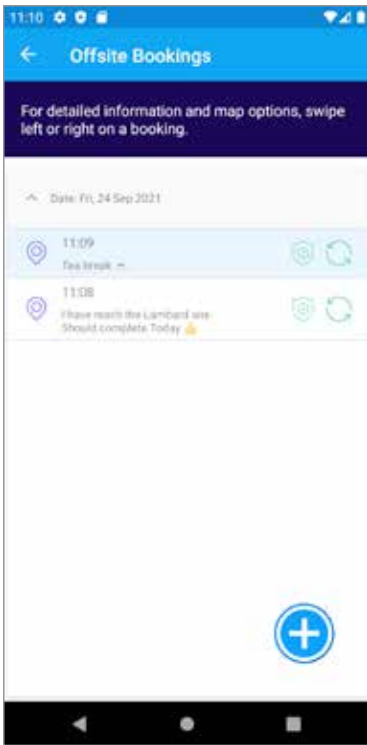 11:10
Offsite Bookings
For detailed information and map options, swipe
left or right on a booking.
Date: Fri, 24 Sep 2021
11:09
Tea break
11:08
I have reach the Lambard site
Should complete Today 👍